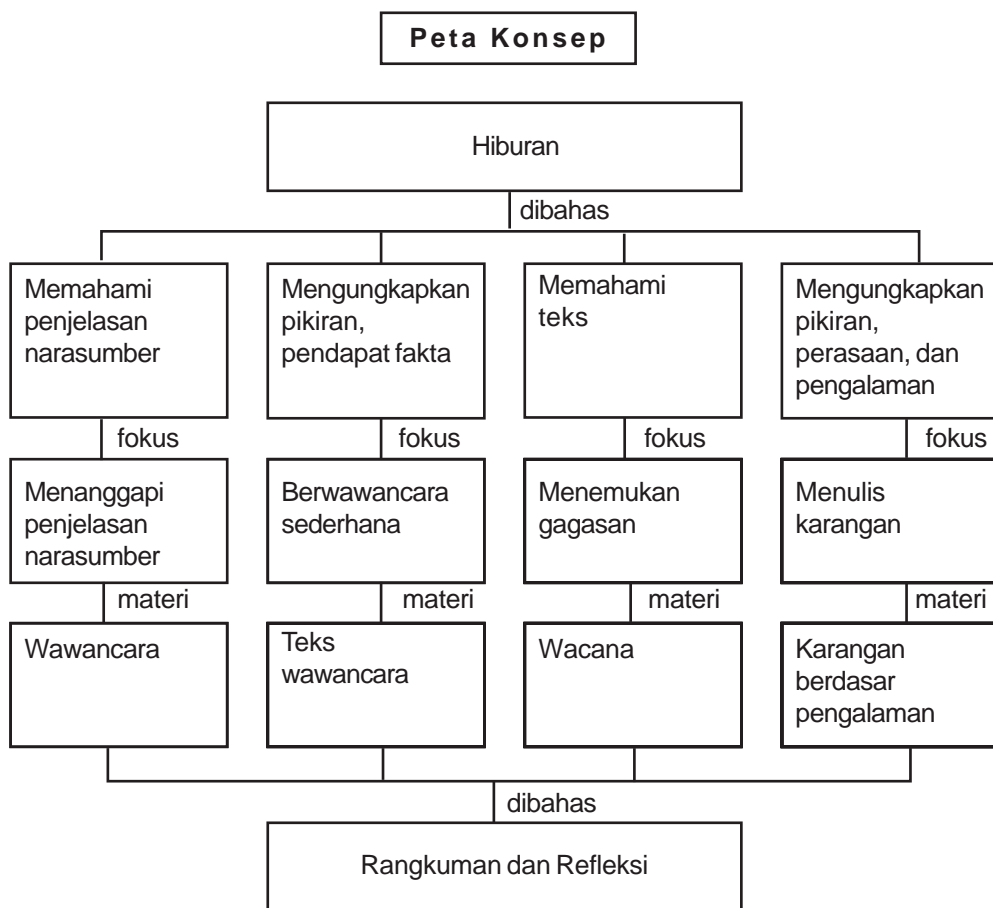 Peta Konsep
Hiburan
dibahas
Memahami
penjelasan
narasumber
Mengungkapkan
pikiran,
pendapat fakta
Memahami
teks
Mengungkapkan
pikiran,
perasaan, dan
pengalaman
fokus
fokus
fokus
fokus
Menanggapi
penjelasan
narasumber
Berwawancara
sederhana
Menemukan
gagasan
Menulis
karangan
materi
materi
materi
materi
Wawancara
Teks
wawancara
Wacana
Karangan
berdasar
pengalaman
dibahas
Rangkuman dan Refleksi